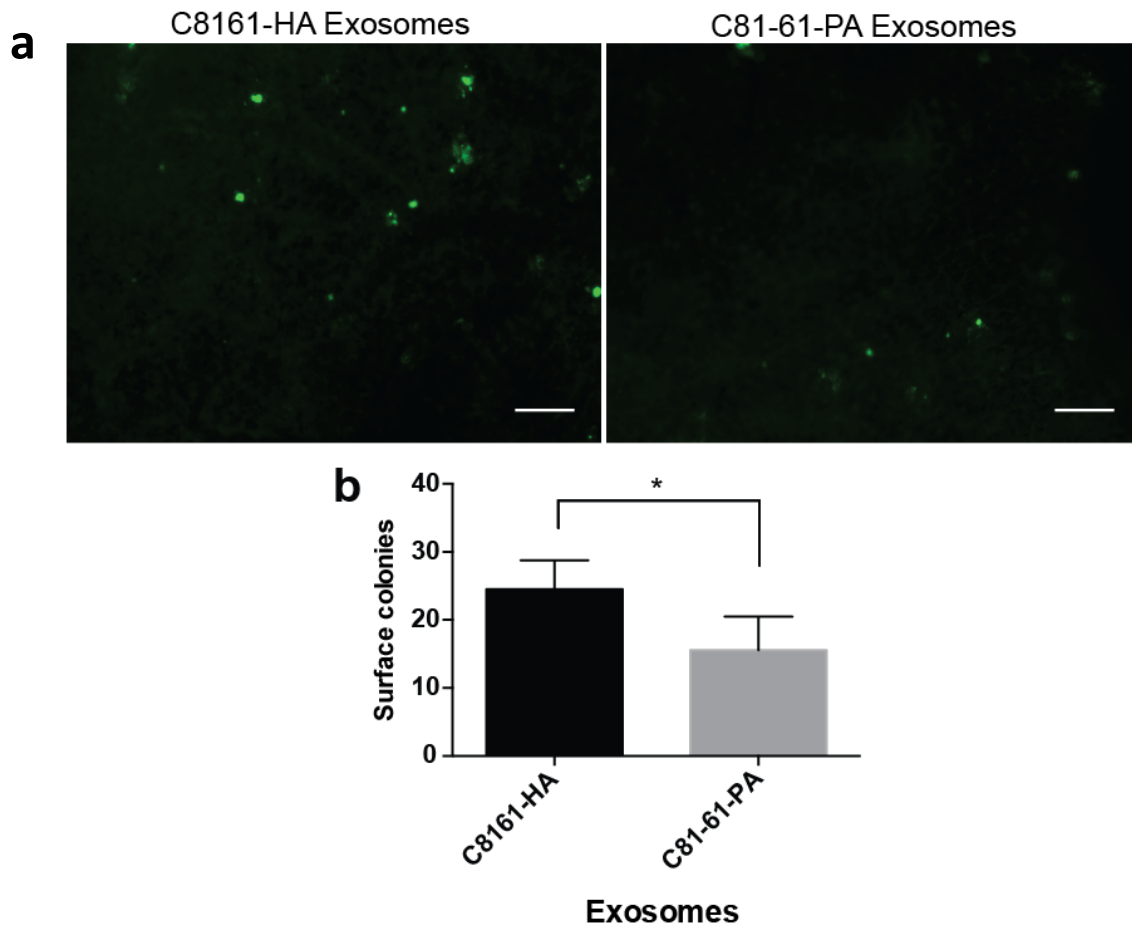 a
C8161-HA Exosomes
C81-61-PA Exosomes
b
Surface colonies
40
30
20
10
0
*
C8161-HA
C81-61-PA
Exosomes